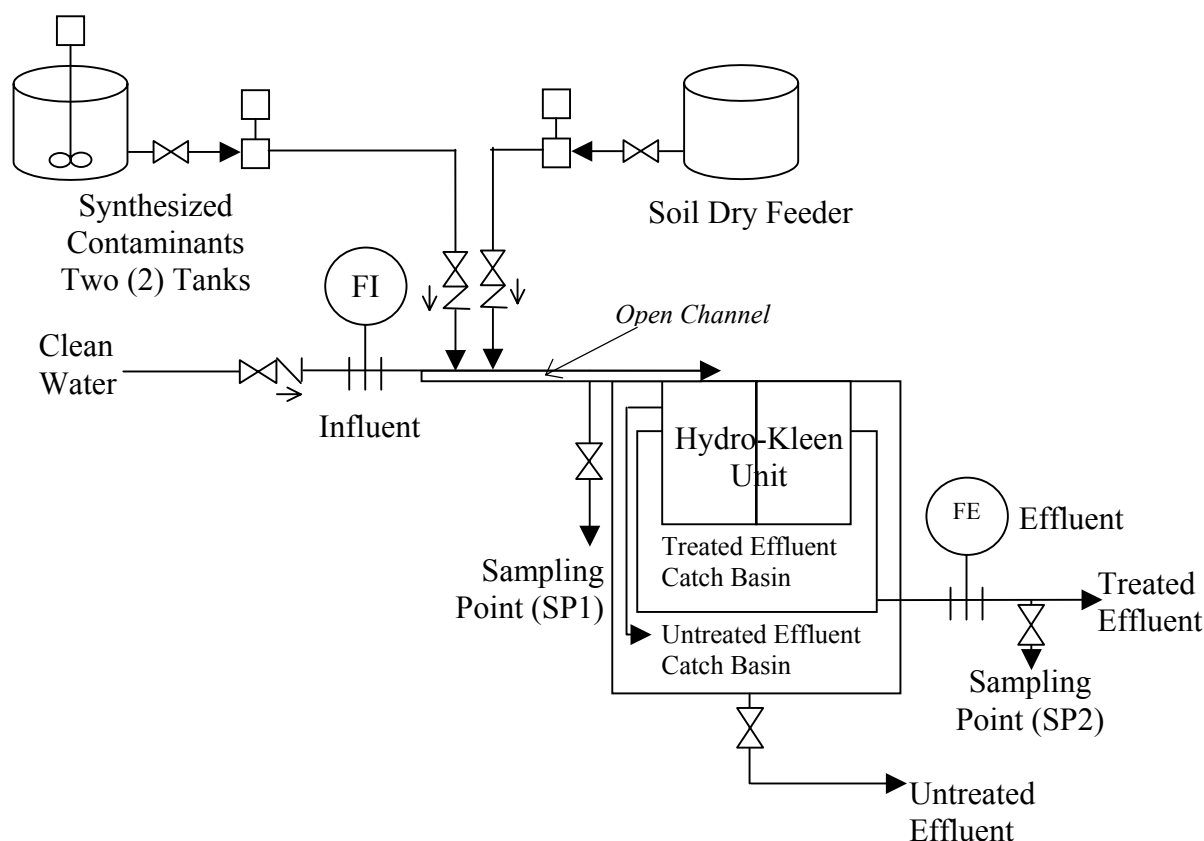 Synthesized
Contaminants
Two (2) Tanks
Soil Dry Feeder
FI
Open Channel
Clean
Water
Influent
Hydro-Kleen
Unit
FE
Effluent
Treated Effluent
Catch Basin
Sampling
Point (SP1)
Treated
Effluent
Untreated Effluent
Catch Basin
Sampling
Point (SP2)
Untreated
Effluent